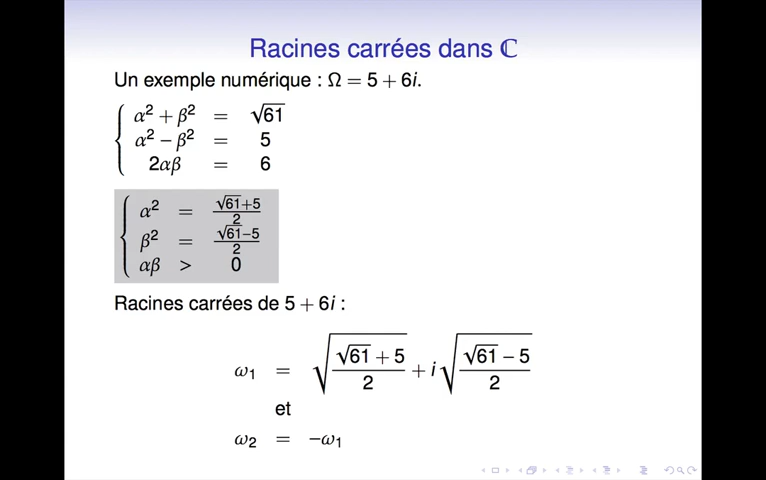 Racines carrées dans ℂ
Un exemple numérique : Ω = 5 + 6i.
α² + β² = √61
α² − β² = 5
2αβ = 6
α² = (√61+5)/2
β² = (√61−5)/2
αβ > 0
Racines carrées de 5 + 6i :
ω₁ = √((√61 + 5)/2) + i√((√61 − 5)/2)
et
ω₂ = −ω₁